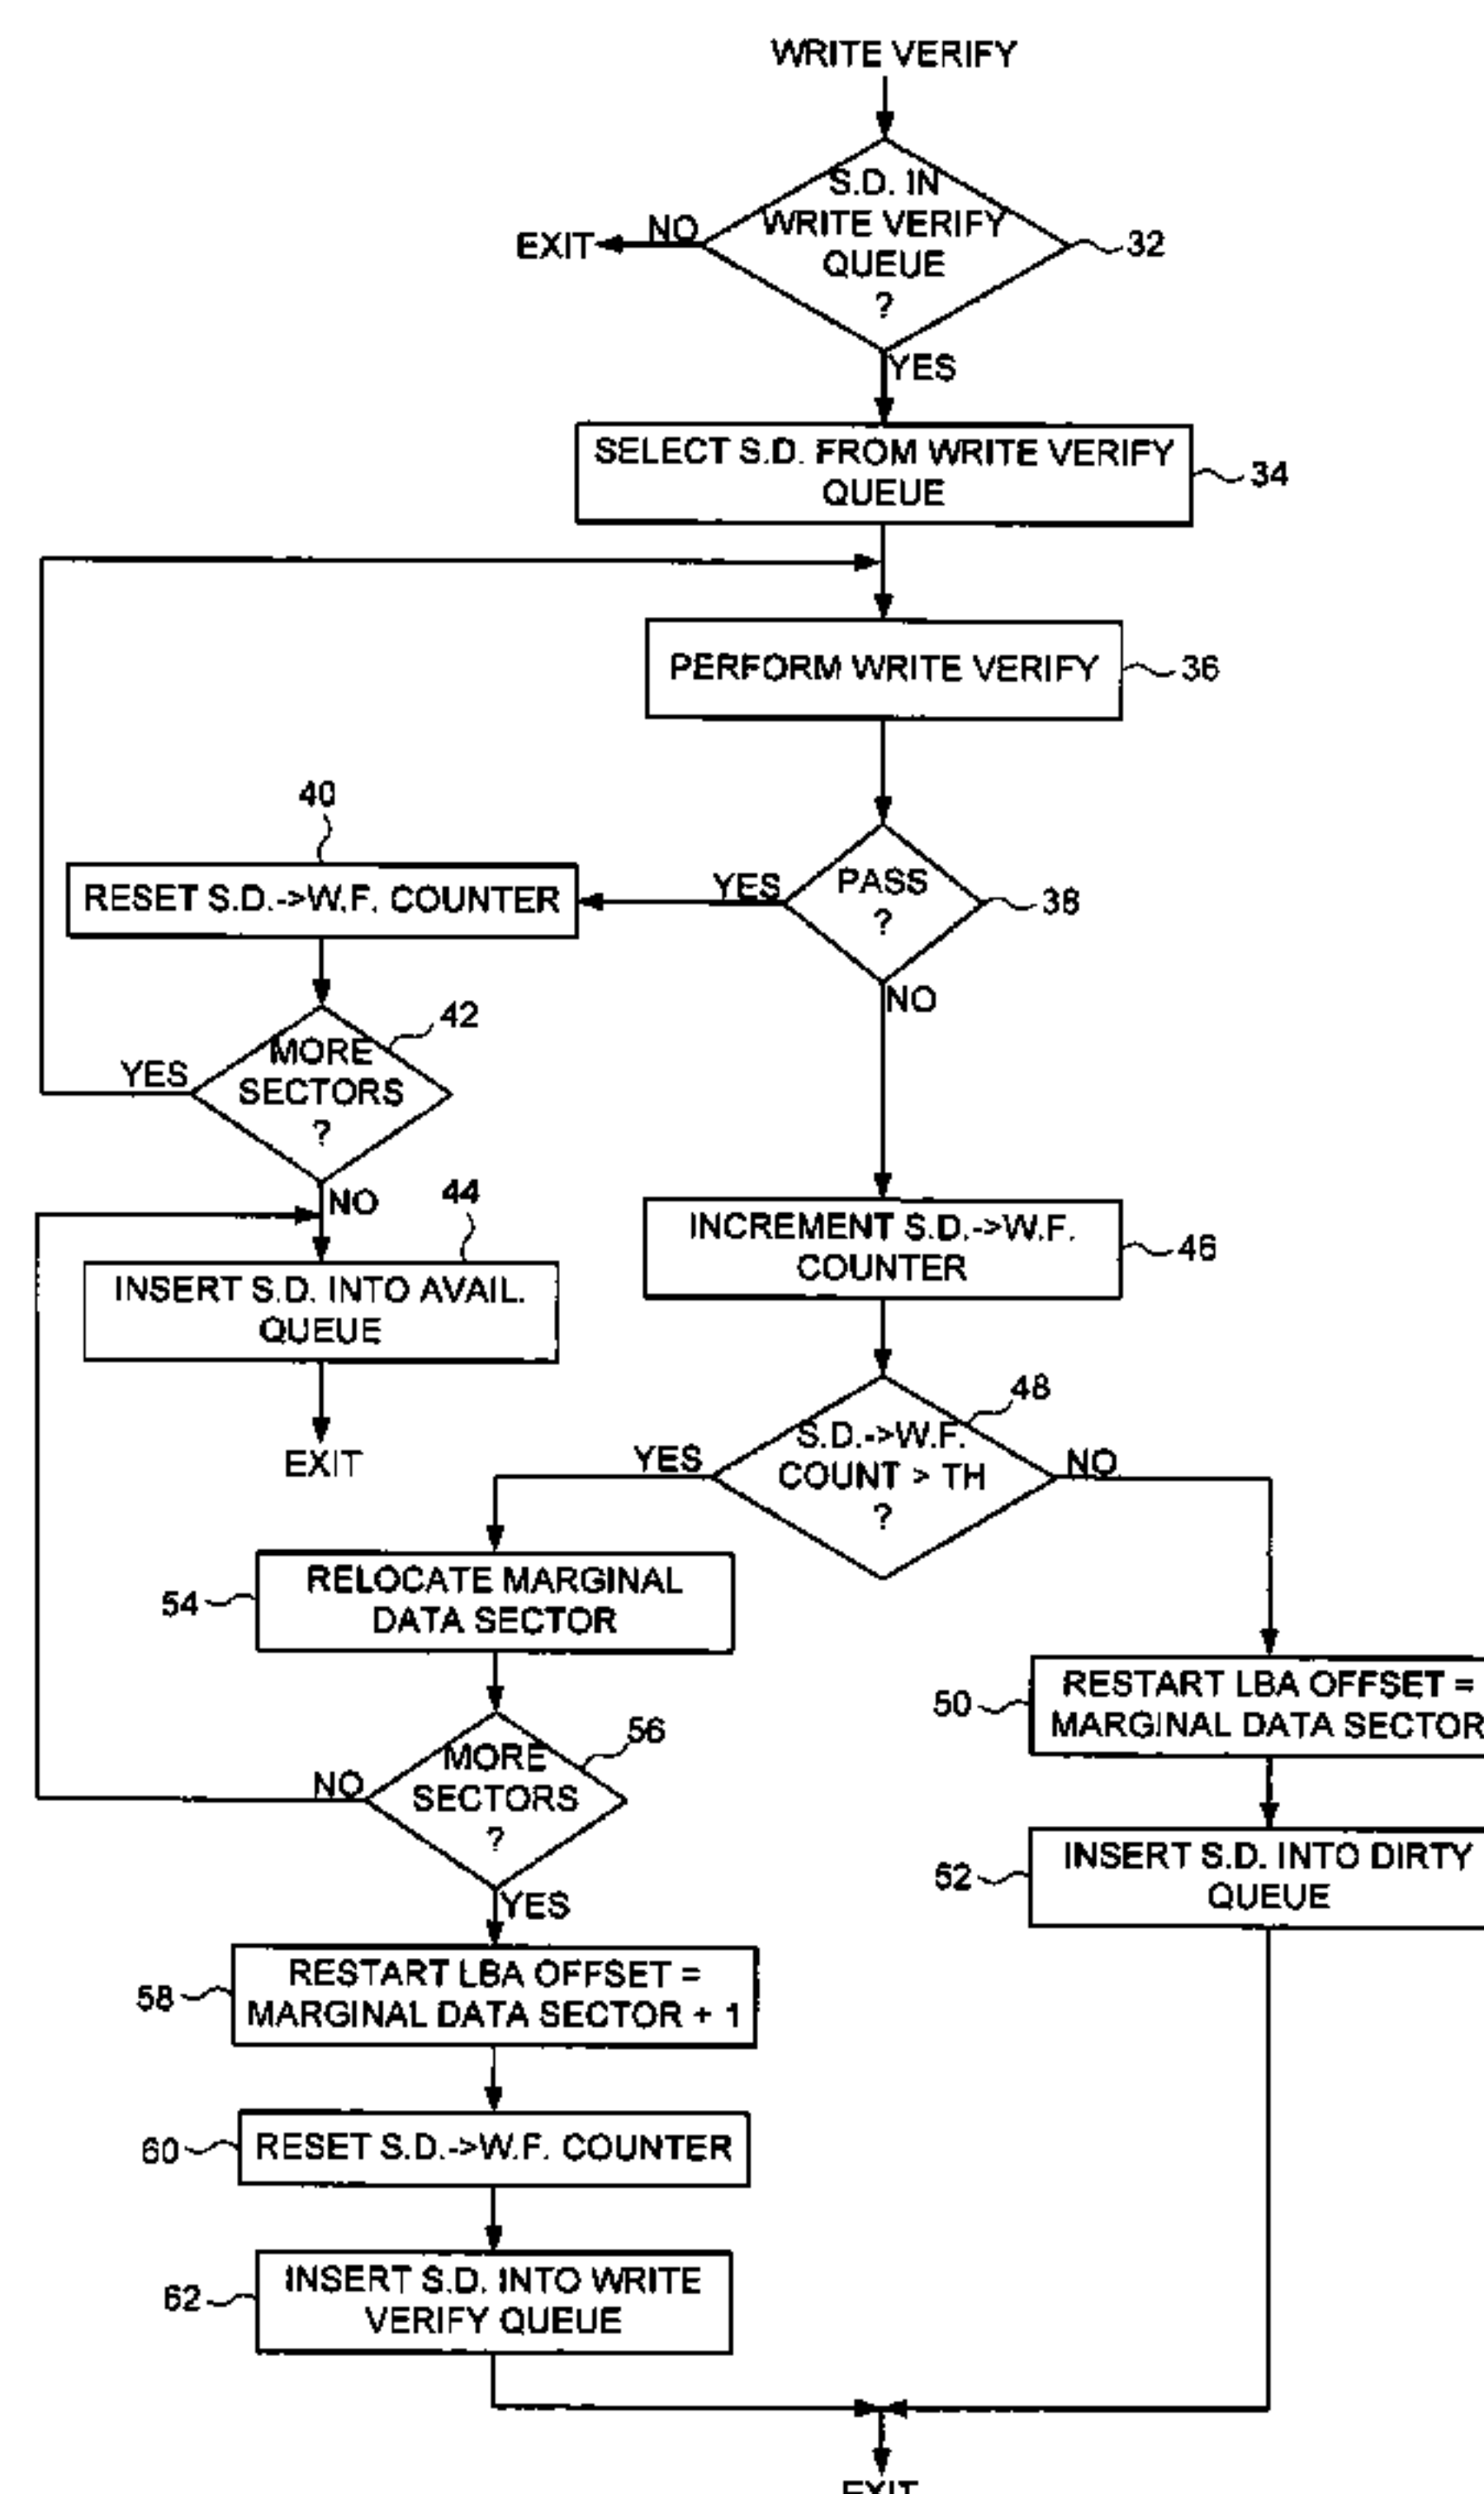 WRITE VERIFY
S.D. IN
WRITE VERIFY
QUEUE
?
32
NO
EXIT
YES
SELECT S.D. FROM WRITE VERIFY
QUEUE
34
PERFORM WRITE VERIFY
36
PASS
?
38
YES
NO
40
RESET S.D.->W.F. COUNTER
42
MORE
SECTORS
?
YES
NO
44
INSERT S.D. INTO AVAIL.
QUEUE
EXIT
INCREMENT S.D.->W.F.
COUNTER
46
48
S.D.->W.F.
COUNT > TH
?
YES
NO
54
RELOCATE MARGINAL
DATA SECTOR
50
RESTART LBA OFFSET =
MARGINAL DATA SECTOR
56
MORE
SECTORS
?
NO
YES
52
INSERT S.D. INTO DIRTY
QUEUE
58
RESTART LBA OFFSET =
MARGINAL DATA SECTOR + 1
60
RESET S.D.->W.F. COUNTER
62
INSERT S.D. INTO WRITE
VERIFY QUEUE
EXIT